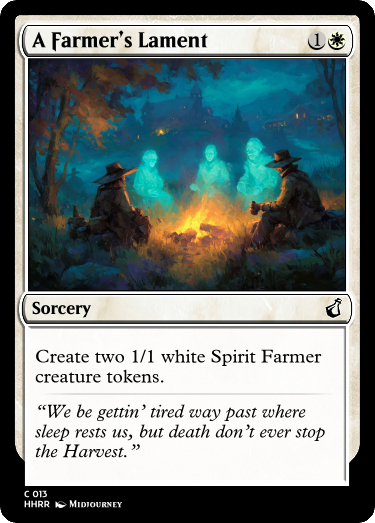 A Farmer's Lament 1
Sorcery
Create two 1/1 white Spirit Farmer
creature tokens.
“We be gettin' tired way past where
sleep rests us, but death don't ever stop
the Harvest.”
C 013
HHRR Midjourney